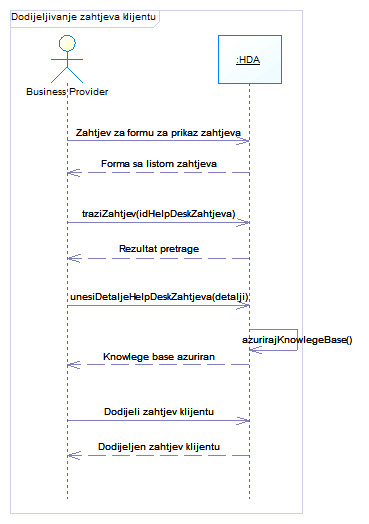 Dodijeljivanje zahtjeva klijentu
:HDA
Business Provider
Zahtjev za formu za prikaz zahtjeva
Forma sa listom zahtjeva
traziZahtjev(idHelpDeskZahtjeva)
Rezultat pretrage
unesiDetaljeHelpDeskZahtjeva(detalji)
azurirajKnowlegeBase()
Knowlege base azuriran
Dodijeli zahtjev klijentu
Dodijeljen zahtjev klijentu